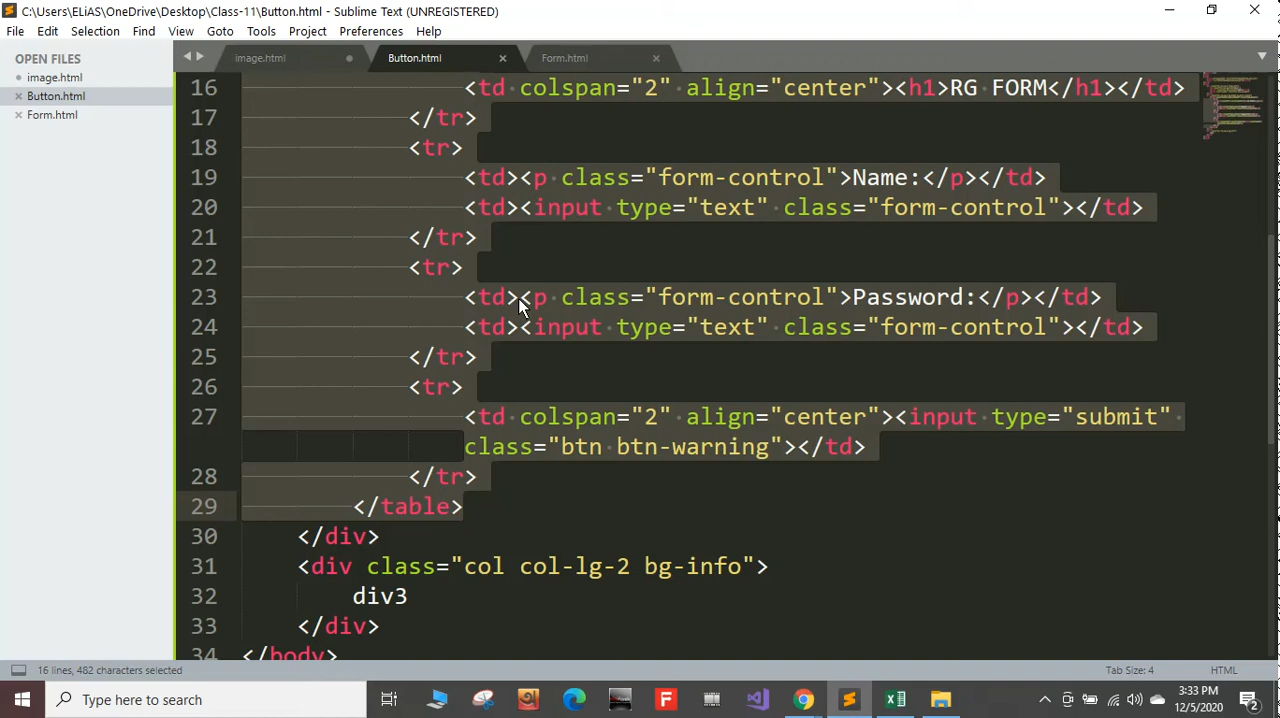 C:\Users\ELiAS\OneDrive\Desktop\Class-11\Button.html - Sublime Text (UNREGISTERED)
File Edit Selection Find View Goto Tools Project Preferences Help
OPEN FILES
image.html
Button.html
Form.html
image.html Button.html Form.html
16 <td colspan="2" align="center"><h1>RG FORM</h1></td>
17 </tr>
18 <tr>
19 <td><p class="form-control">Name:</p></td>
20 <td><input type="text" class="form-control"></td>
21 </tr>
22 <tr>
23 <td><p class="form-control">Password:</p></td>
24 <td><input type="text" class="form-control"></td>
25 </tr>
26 <tr>
27 <td colspan="2" align="center"><input type="submit"
class="btn btn-warning"></td>
28 </tr>
29 </table>
30 </div>
31 <div class="col col-lg-2 bg-info">
32 div3
33 </div>
34 </body>
16 lines, 482 characters selected Tab Size: 4 HTML
Type here to search
3:33 PM
12/5/2020
2